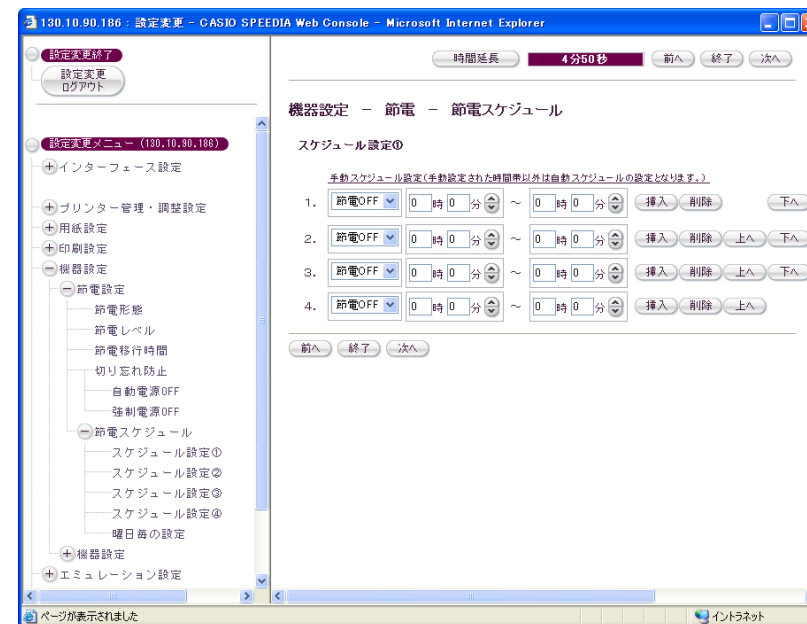 130.10.90.186 : 設定変更 - CASIO SPEEDIA Web Console - Microsoft Internet Explorer
設定変更終了
設定変更
ログアウト
設定変更メニュー (130.10.90.186)
インターフェース設定
プリンター管理・調整設定
用紙設定
印刷設定
機器設定
節電設定
節電形態
節電レベル
節電移行時間
切り忘れ防止
自動電源OFF
強制電源OFF
節電スケジュール
スケジュール設定①
スケジュール設定②
スケジュール設定③
スケジュール設定④
曜日毎の設定
機器設定
エミュレーション設定
時間延長 4分50秒 前へ 終了 次へ
機器設定 － 節電 － 節電スケジュール
スケジュール設定①
手動スケジュール設定(手動設定された時間帯以外は自動スケジュールの設定となります。)
1. 節電OFF 0 時 0 分 ～ 0 時 0 分 挿入 削除 下へ
2. 節電OFF 0 時 0 分 ～ 0 時 0 分 挿入 削除 上へ 下へ
3. 節電OFF 0 時 0 分 ～ 0 時 0 分 挿入 削除 上へ 下へ
4. 節電OFF 0 時 0 分 ～ 0 時 0 分 挿入 削除 上へ
前へ 終了 次へ
ページが表示されました イントラネット